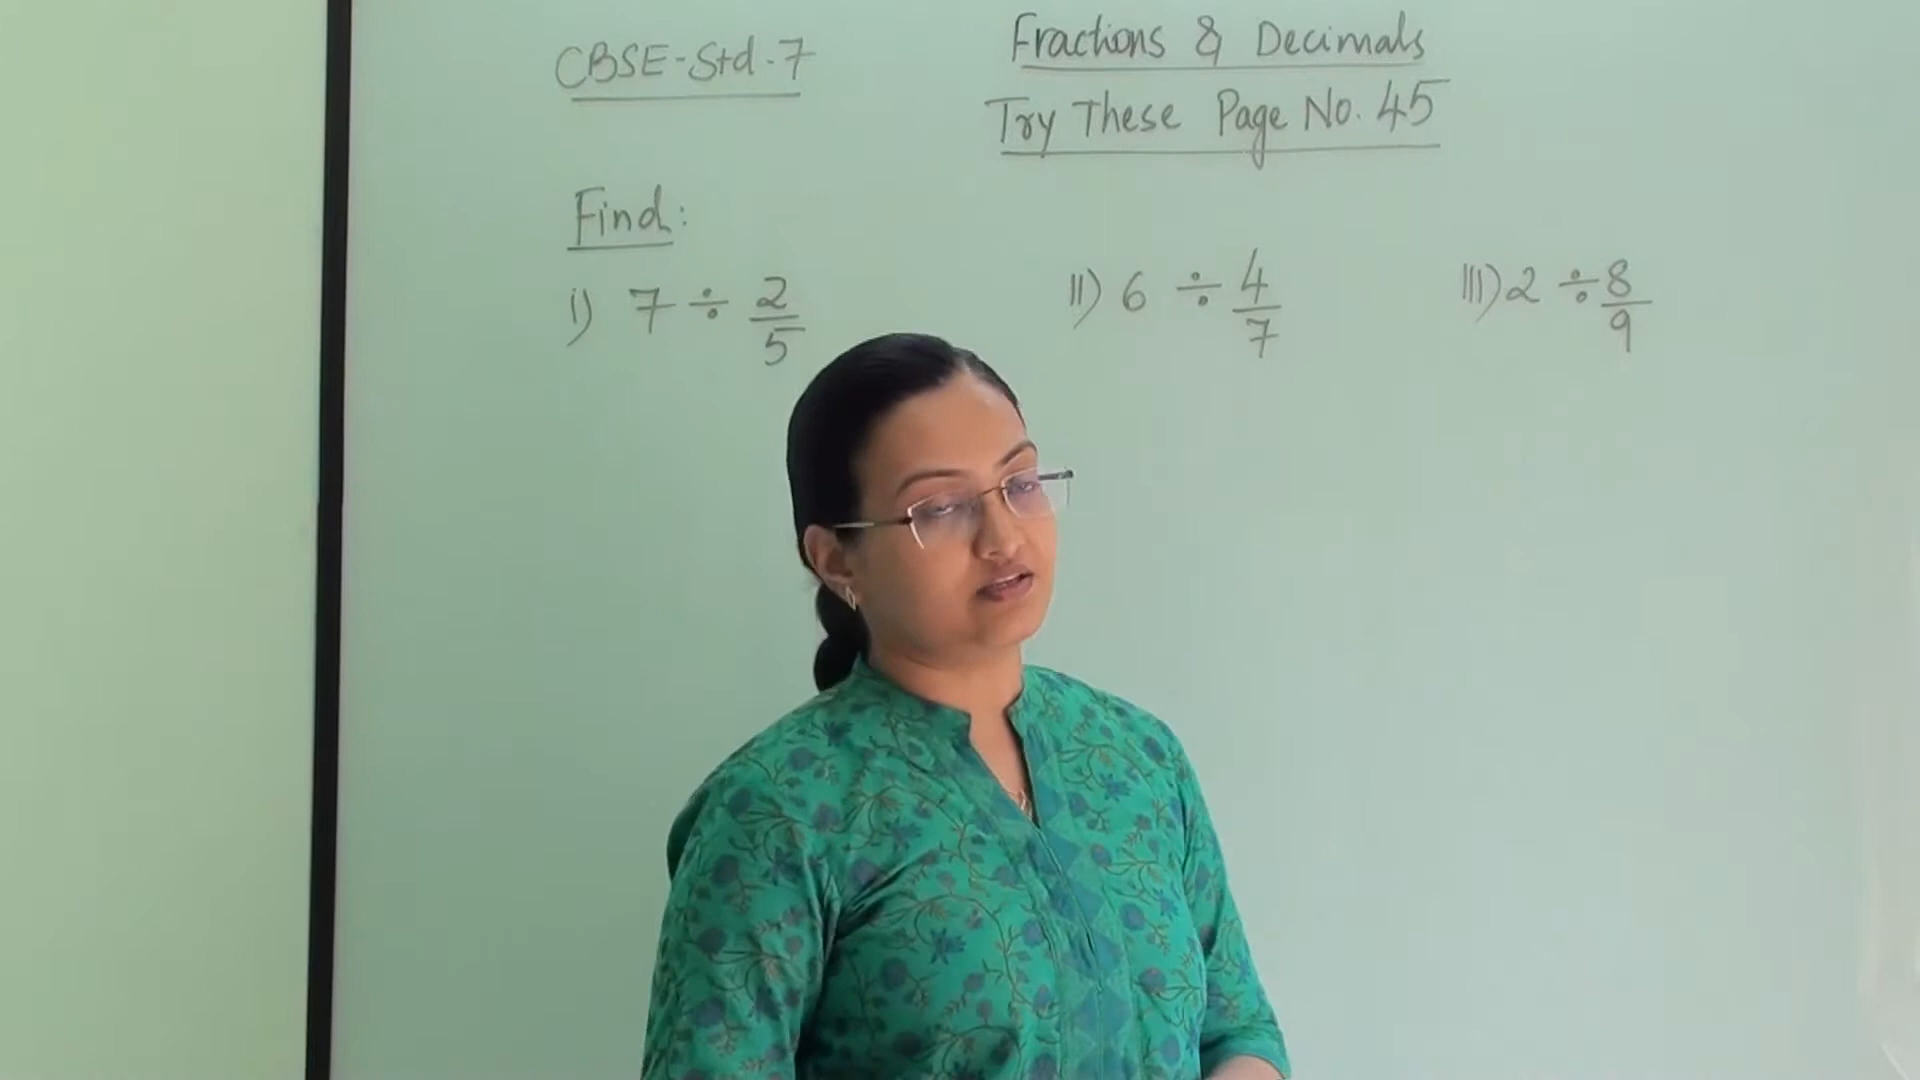 CBSE-Std-7
Fractions & Decimals
Try These Page No. 45
Find:
i) 7 ÷ 2/5
II) 6 ÷ 4/7
III) 2 ÷ 8/9